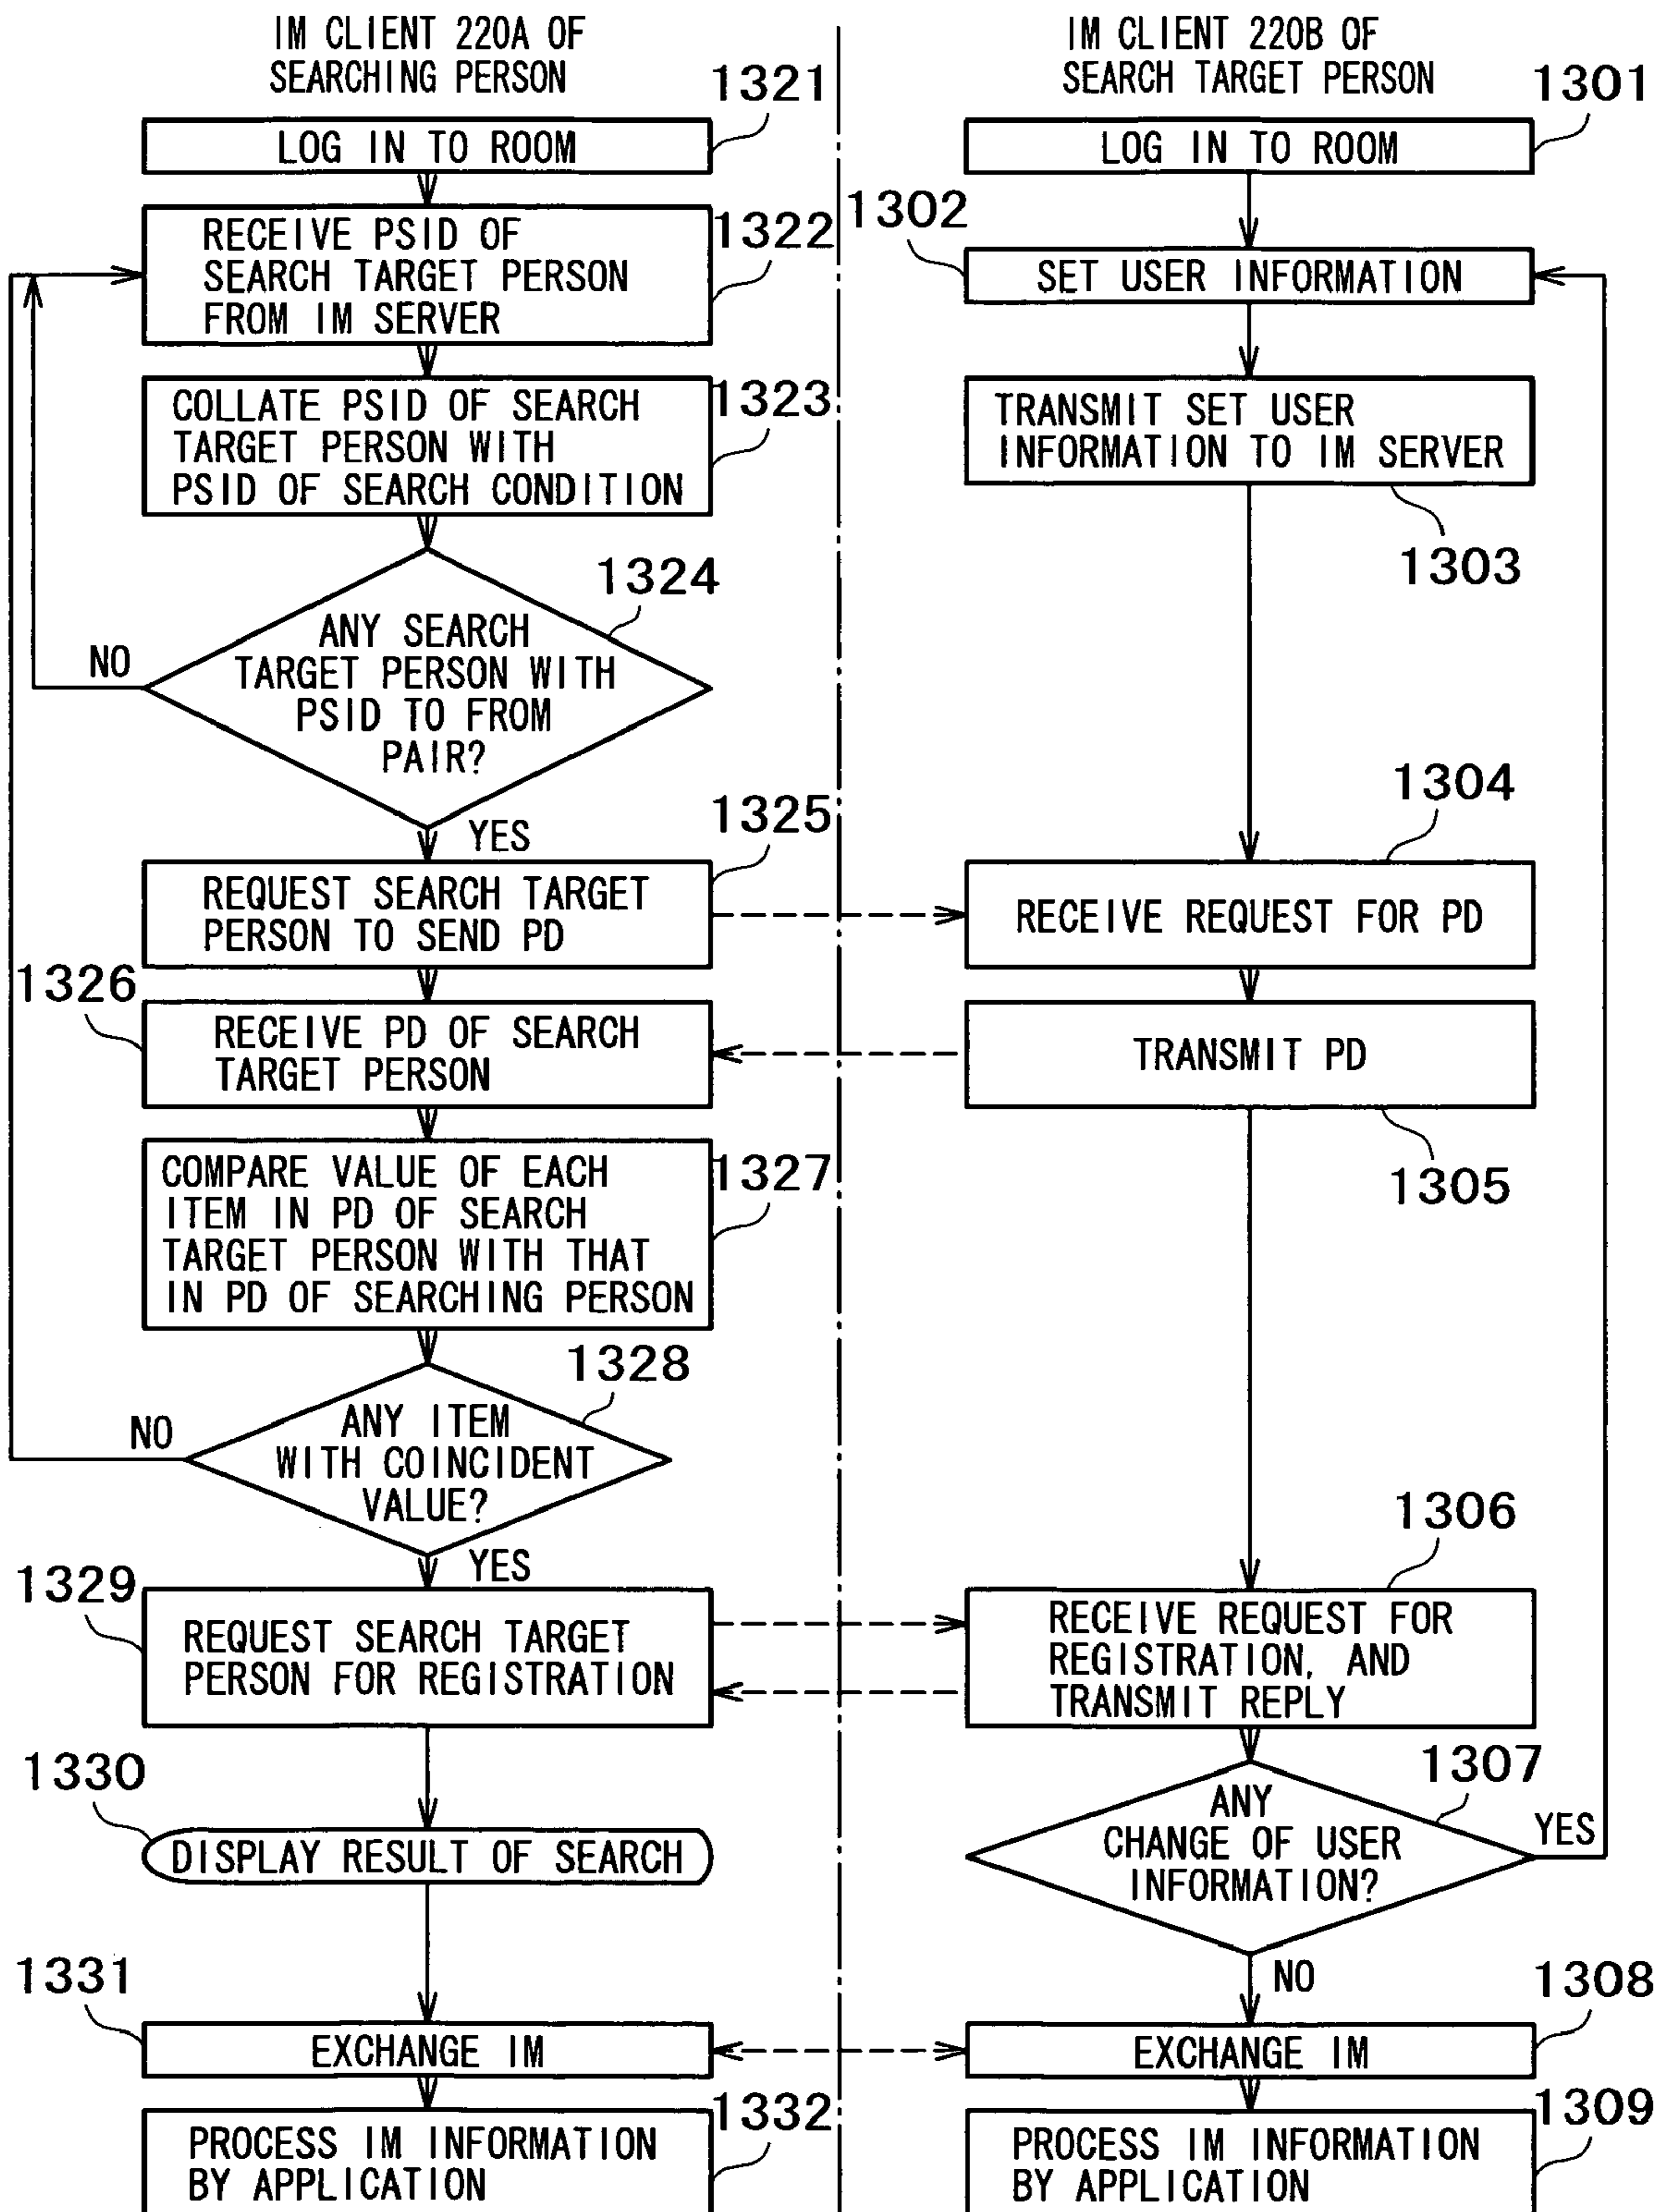 IM CLIENT 220A OF
SEARCHING PERSON
1321
LOG IN TO ROOM
RECEIVE PSID OF
SEARCH TARGET PERSON
FROM IM SERVER
1322
COLLATE PSID OF SEARCH
TARGET PERSON WITH
PSID OF SEARCH CONDITION
1323
1324
ANY SEARCH
TARGET PERSON WITH
PSID TO FROM
PAIR?
NO
YES
1325
REQUEST SEARCH TARGET
PERSON TO SEND PD
1326
RECEIVE PD OF SEARCH
TARGET PERSON
COMPARE VALUE OF EACH
ITEM IN PD OF SEARCH
TARGET PERSON WITH THAT
IN PD OF SEARCHING PERSON
1327
1328
ANY ITEM
WITH COINCIDENT
VALUE?
NO
YES
1329
REQUEST SEARCH TARGET
PERSON FOR REGISTRATION
1330
DISPLAY RESULT OF SEARCH
1331
EXCHANGE IM
1332
PROCESS IM INFORMATION
BY APPLICATION
IM CLIENT 220B OF
SEARCH TARGET PERSON
1301
LOG IN TO ROOM
1302
SET USER INFORMATION
TRANSMIT SET USER
INFORMATION TO IM SERVER
1303
1304
RECEIVE REQUEST FOR PD
TRANSMIT PD
1305
1306
RECEIVE REQUEST FOR
REGISTRATION, AND
TRANSMIT REPLY
1307
ANY
CHANGE OF USER
INFORMATION?
YES
NO
1308
EXCHANGE IM
1309
PROCESS IM INFORMATION
BY APPLICATION